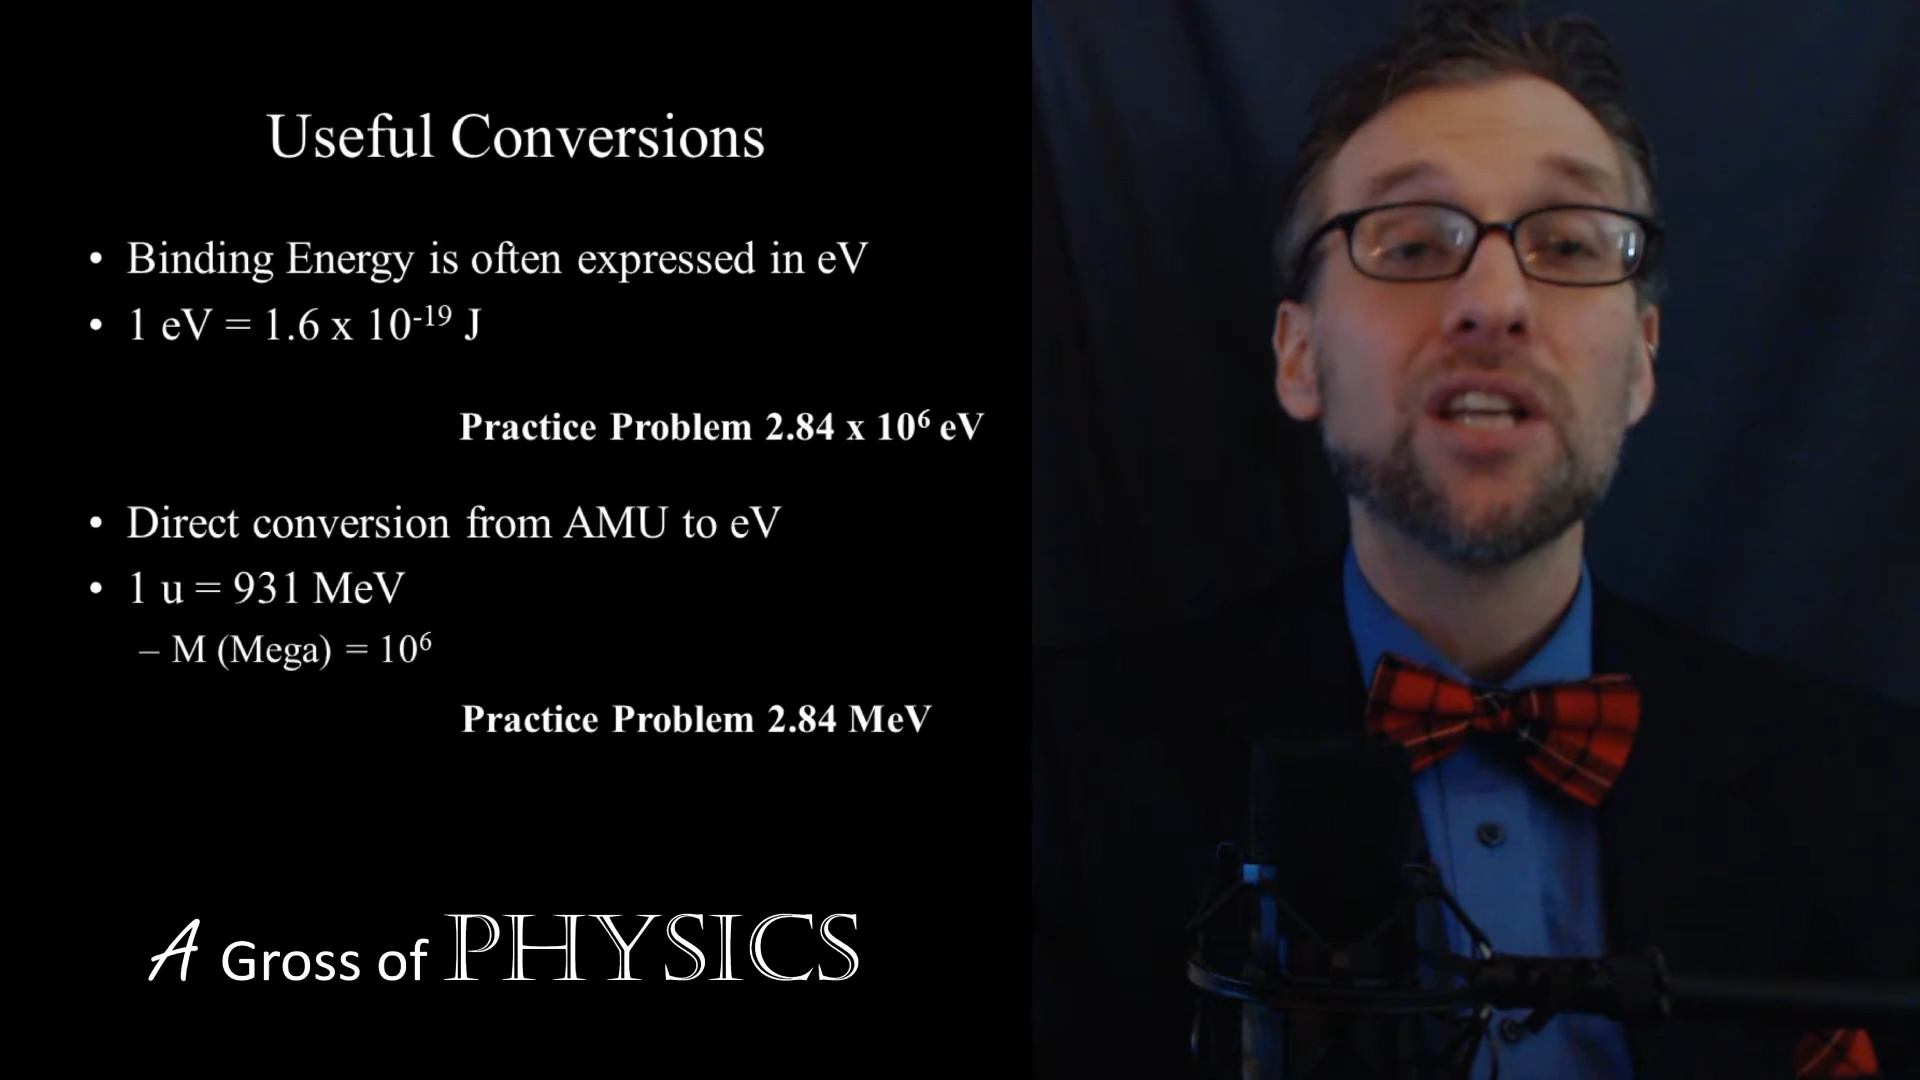 Useful Conversions
• Binding Energy is often expressed in eV
• 1 eV = 1.6 x 10⁻¹⁹ J
Practice Problem 2.84 x 10⁶ eV
• Direct conversion from AMU to eV
• 1 u = 931 MeV
– M (Mega) = 10⁶
Practice Problem 2.84 MeV
A Gross of PHYSICS